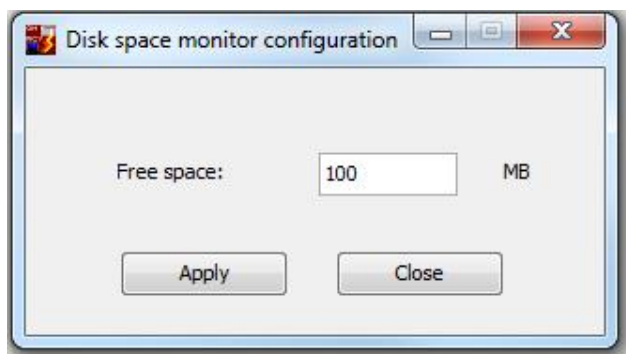 Disk space monitor configuration
Free space: 100 MB
Apply Close